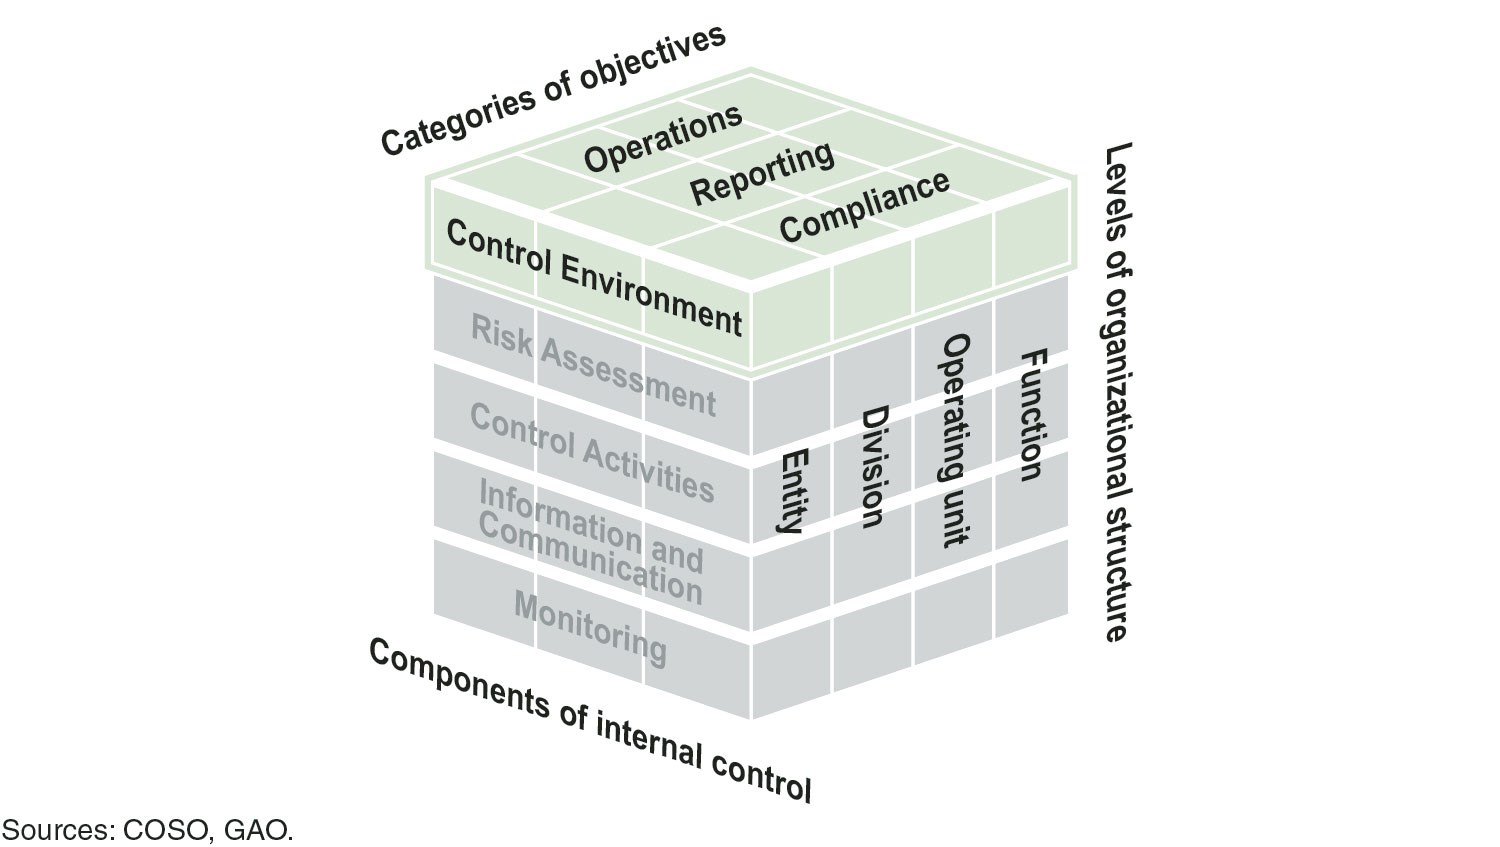 Categories of objectives
Operations
Reporting
Compliance
Control Environment
Risk Assessment
Control Activities
Information and
Communication
Monitoring
Components of internal control
Entity
Division
Operating unit
Function
Levels of organizational structure
Sources: COSO, GAO.